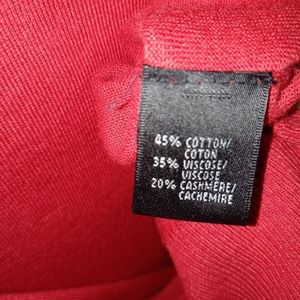 45% COTTON/
COTON
35% VISCOSE/
VISCOSE
20% CASHMERE/
CACHEMIRE